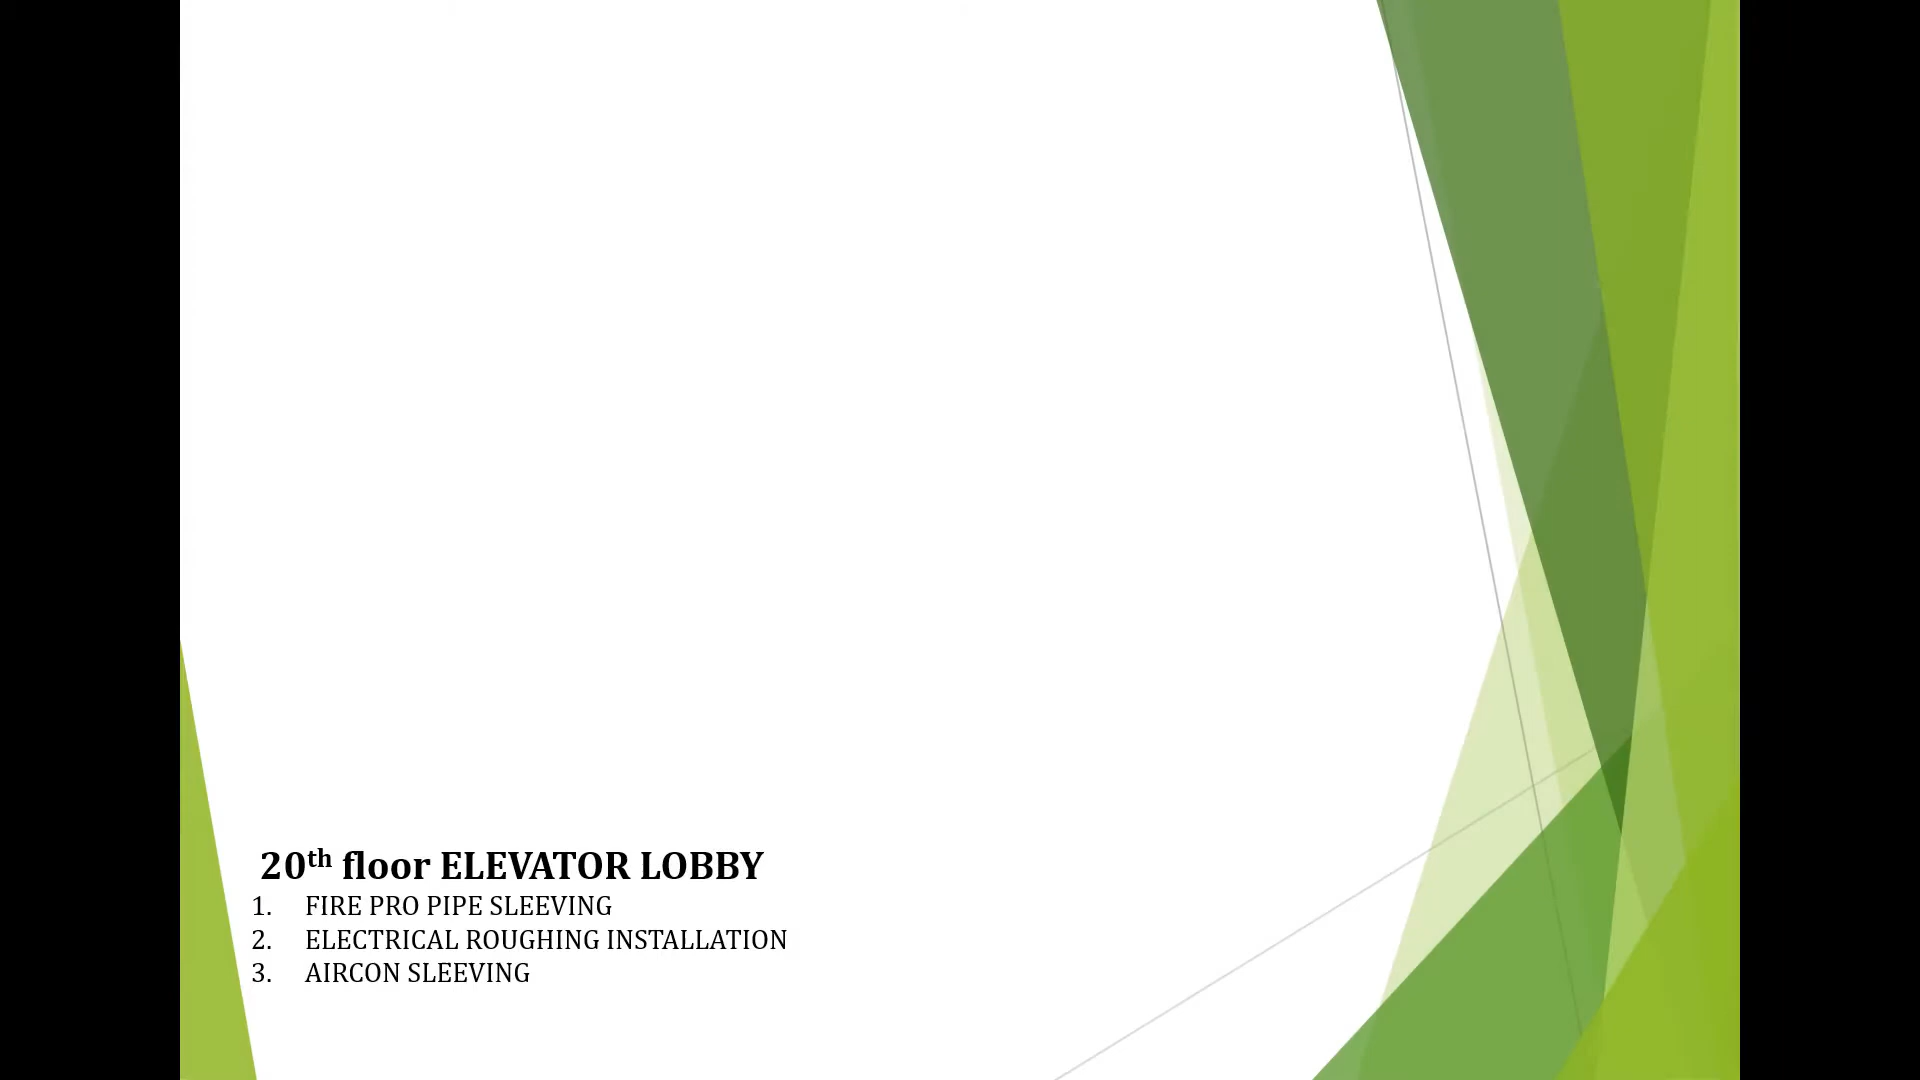 20th floor ELEVATOR LOBBY
1. FIRE PRO PIPE SLEEVING
2. ELECTRICAL ROUGHING INSTALLATION
3. AIRCON SLEEVING